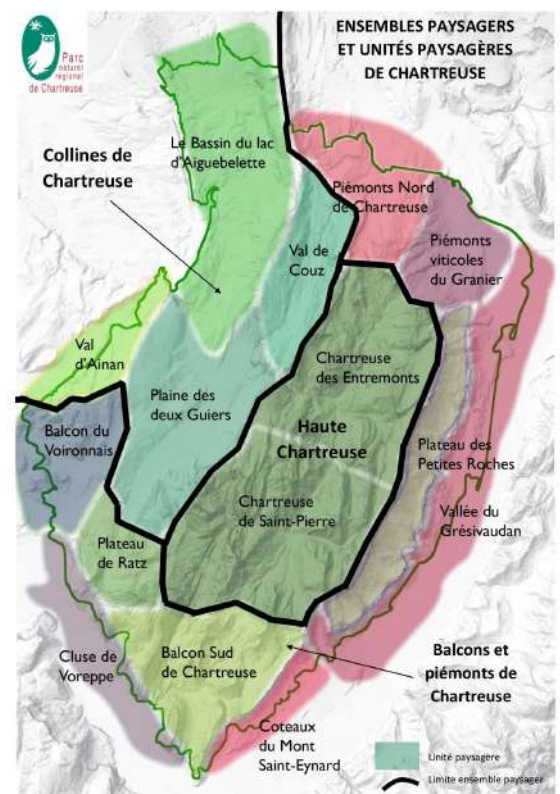 Parc
naturel
régional
de Chartreuse
ENSEMBLES PAYSAGERS
ET UNITÉS PAYSAGÈRES
DE CHARTREUSE
Collines de
Chartreuse
Le Bassin du lac
d'Aiguebelette
Piémonts Nord
de Chartreuse
Val de
Couz
Piémonts
viticoles
du Granier
Val
d'Ainan
Plaine des
deux Guiers
Chartreuse
des Entremonts
Balcon du
Voironnais
Haute
Chartreuse
Plateau des
Petites Roches
Chartreuse
de Saint-Pierre
Vallée du
Grésivaudan
Plateau
de Ratz
Cluse de
Voreppe
Balcon Sud
de Chartreuse
Balcons et
piémonts de
Chartreuse
Coteaux
du Mont
Saint-Eynard
Unité paysagère
Limite ensemble paysager